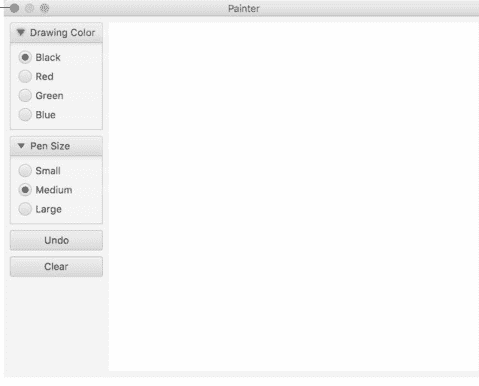 Painter
Drawing Color
Black
Red
Green
Blue
Pen Size
Small
Medium
Large
Undo
Clear